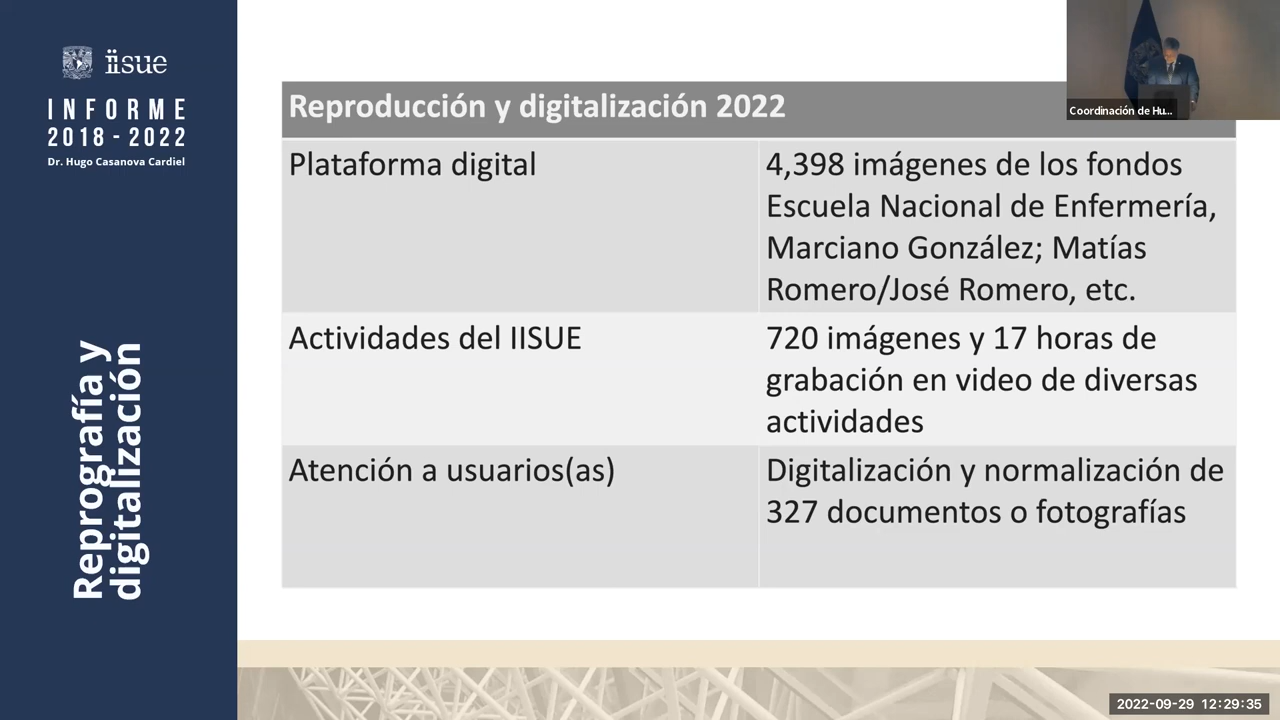 iisue
INFORME
2018-2022
Dr. Hugo Casanova Cardiel
Reprografía y
digitalización
Reproducción y digitalización 2022
Plataforma digital
4,398 imágenes de los fondos
Escuela Nacional de Enfermería,
Marciano González; Matías
Romero/José Romero, etc.
Actividades del IISUE
720 imágenes y 17 horas de
grabación en video de diversas
actividades
Atención a usuarios(as)
Digitalización y normalización de
327 documentos o fotografías
Coordinación de Hu...
2022-09-29 12:29:35